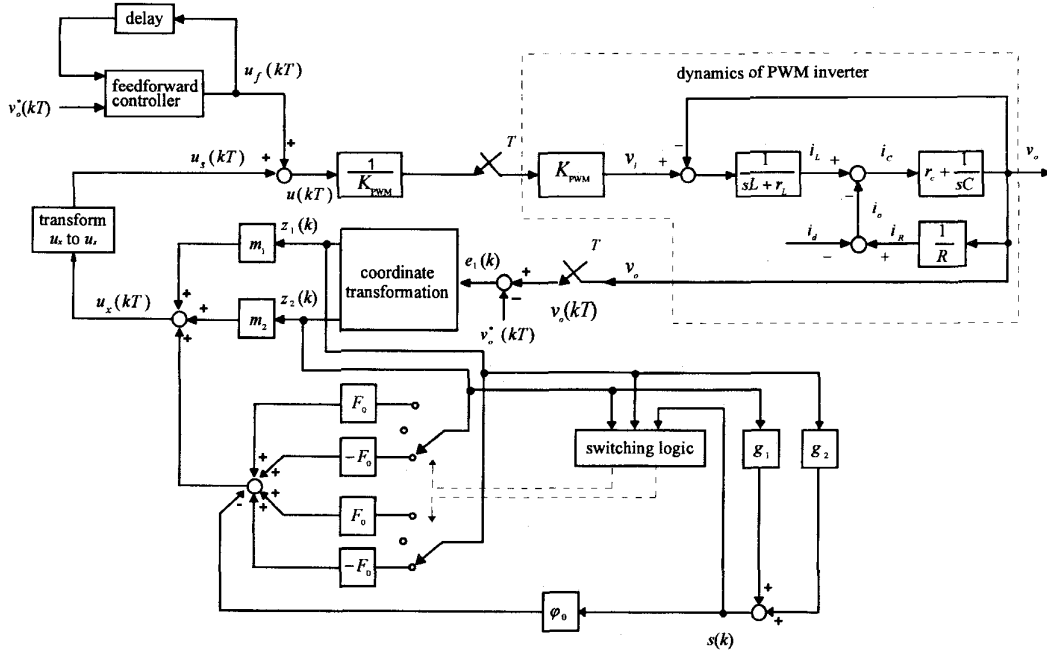 delay
feedforward
controller
u_f(kT)
v_o^*(kT)
dynamics of PWM inverter
u_s(kT)
+
+
u(kT)
1
K_PWM
T
K_PWM
v_i
+
−
1
sL + r_L
i_L
+
−
i_C
r_c + 1
sC
v_o
i_o
i_d
−
i_R
+
1
R
transform
u_x to u_s
u_x(kT)
m_1
z_1(k)
m_2
z_2(k)
+
+
+
coordinate
transformation
e_1(k)
+
−
v_o^*(kT)
T
v_o
v_o(kT)
F_0
−F_0
F_0
−F_0
+
+
+
+
-
switching logic
g_1
g_2
φ_0
+
+
s(k)